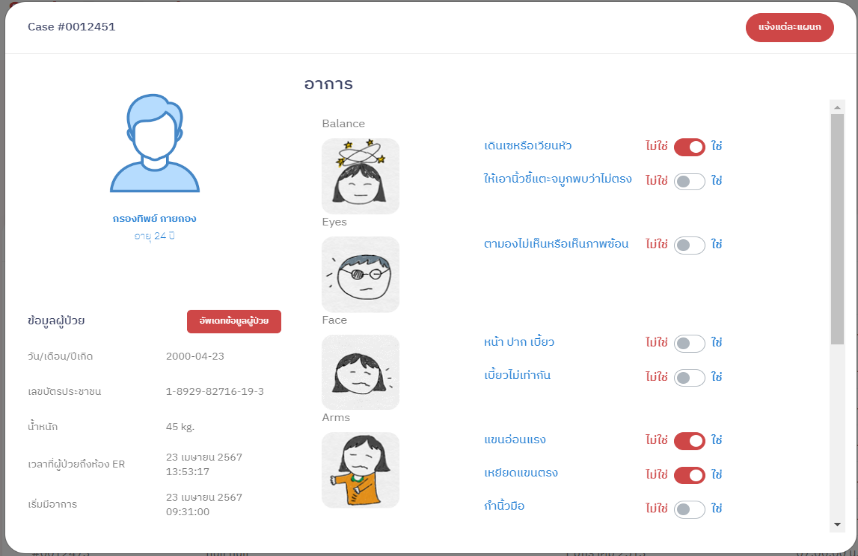 Case #0012451
แจ้งแต่ละแผนก
อาการ
Balance
เดินเซหรือเวียนหัว ไม่ใช่ ใช่
ให้เอานิ้วชี้แตะจมูกพบว่าไม่ตรง ไม่ใช่ ใช่
กรองทิพย์ กายทอง
อายุ 24 ปี
Eyes
ตามองไม่เห็นหรือเห็นภาพซ้อน ไม่ใช่ ใช่
ข้อมูลผู้ป่วย
อัพเดทข้อมูลผู้ป่วย
วัน/เดือน/ปีเกิด 2000-04-23
เลขบัตรประชาชน 1-8929-82716-19-3
น้ำหนัก 45 kg.
เวลาที่ผู้ป่วยถึงห้อง ER 23 เมษายน 2567
13:53:17
เริ่มมีอาการ 23 เมษายน 2567
09:31:00
Face
หน้า ปาก เบี้ยว ไม่ใช่ ใช่
เบี้ยวไม่เท่ากัน ไม่ใช่ ใช่
Arms
แขนอ่อนแรง ไม่ใช่ ใช่
เหยียดแขนตรง ไม่ใช่ ใช่
กำนิ้วมือ ไม่ใช่ ใช่